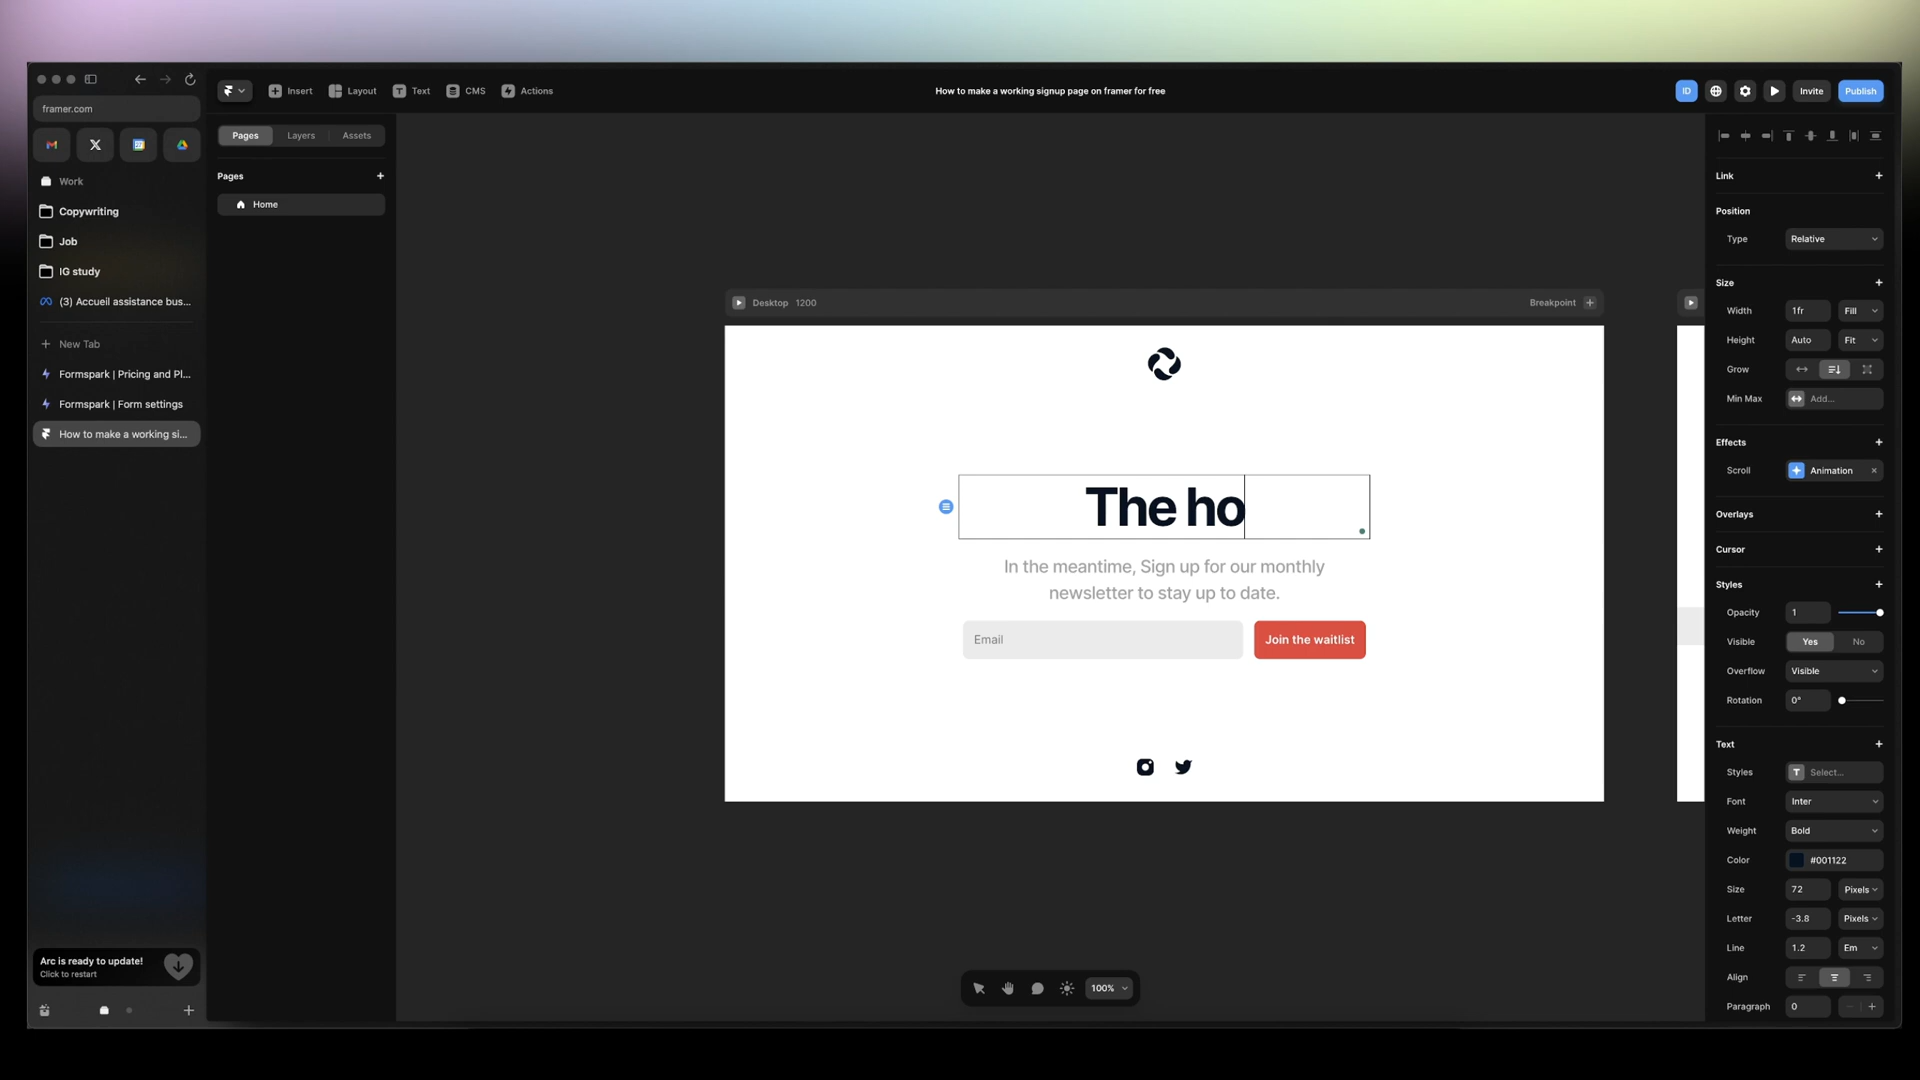 framer.com
Work
Copywriting
Job
IG study
(3) Accueil assistance bus...
New Tab
Formspark | Pricing and Pl...
Formspark | Form settings
How to make a working si...
Arc is ready to update!
Click to restart
Insert
Layout
Text
CMS
Actions
How to make a working signup page on framer for free
ID
Invite
Publish
Pages
Layers
Assets
Pages
Home
Desktop 1200
Breakpoint
The ho
In the meantime, Sign up for our monthly
newsletter to stay up to date.
Email
Join the waitlist
100%
Link
Position
Type Relative
Size
Width 1fr Fill
Height Auto Fit
Grow
Min Max Add...
Effects
Scroll Animation
Overlays
Cursor
Styles
Opacity 1
Visible Yes No
Overflow Visible
Rotation 0°
Text
Styles Select...
Font Inter
Weight Bold
Color #001122
Size 72 Pixels
Letter -3.8 Pixels
Line 1.2 Em
Align
Paragraph 0